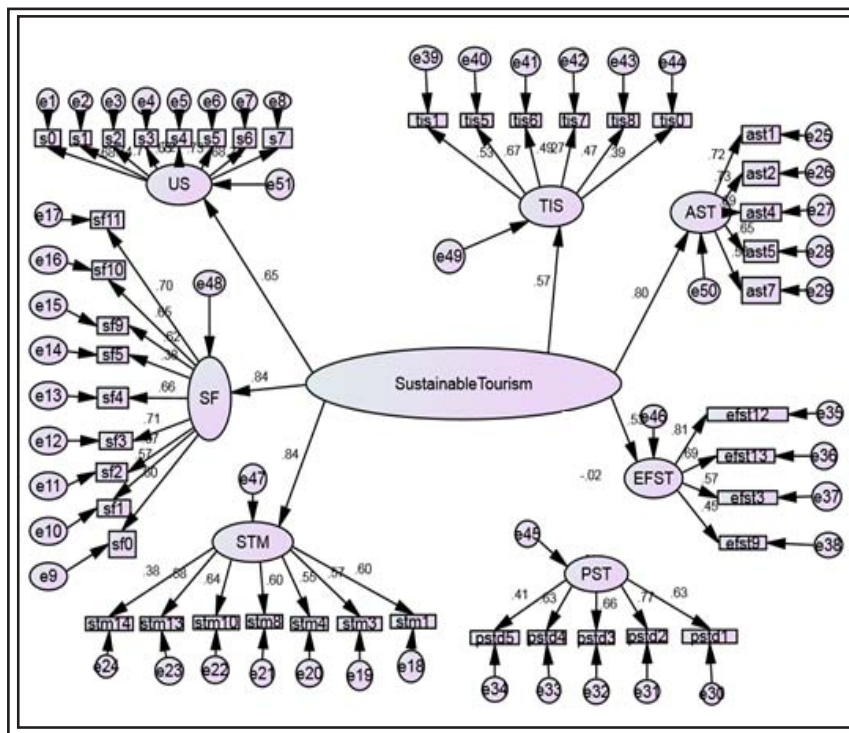 e1 e2 e3 e4 e5 e6 e7 e8
s0 s1 s2 s3 s4 s5 s6 s7
US
e51
e39 e40 e41 e42 e43 e44
tis1 tis5 tis6 tis7 tis8 tis0
.53 .67 .49 .27 .47 .39
TIS
e49
ast1 e25
ast2 e26
ast4 e27
ast5 e28
ast7 e29
.72
.73
.65
AST
e50
e17 sf11
e16 sf10
e15 sf9
e14 sf5
e13 sf4
e12 sf3
e11 sf2
e10 sf1
e9 sf0
.70
.65
.62
.38
.66
.71
.57
e48
SF
.65
.57
.80
.84
SustainableTourism
.84
-.02
e46
EFST
.81 efst12 e35
.69 efst13 e36
.57 efst3 e37
.45 efst9 e38
e47
STM
.38 .58 .64 .60 .55 .57 .60
stm14 stm13 stm10 stm8 stm4 stm3 stm1
e24 e23 e22 e21 e20 e19 e18
e45
PST
.41 .63 .66 .77 .63
pstd5 pstd4 pstd3 pstd2 pstd1
e34 e33 e32 e31 e30